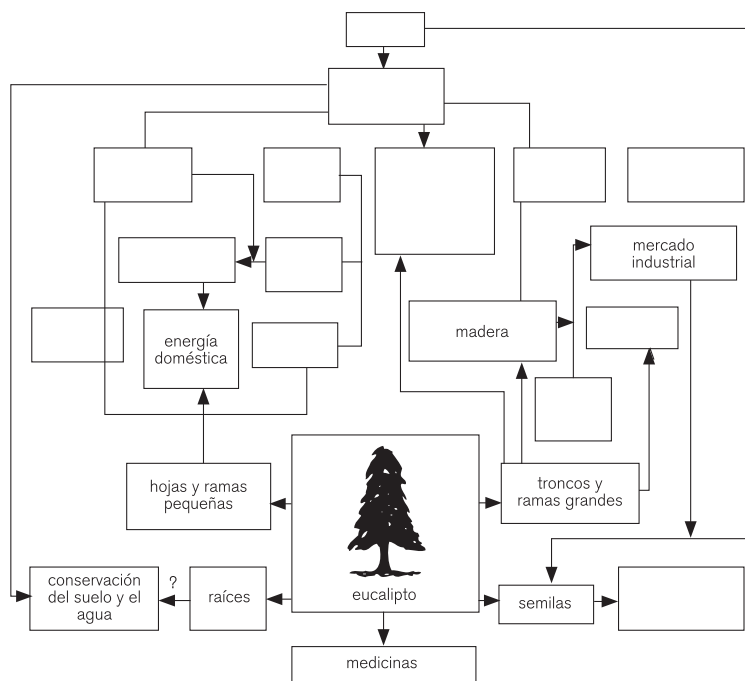 mercado
industrial
energía
doméstica
madera
hojas y ramas
pequeñas
troncos y
ramas grandes
eucalipto
conservación
del suelo y el
agua
?
raíces
semilas
medicinas